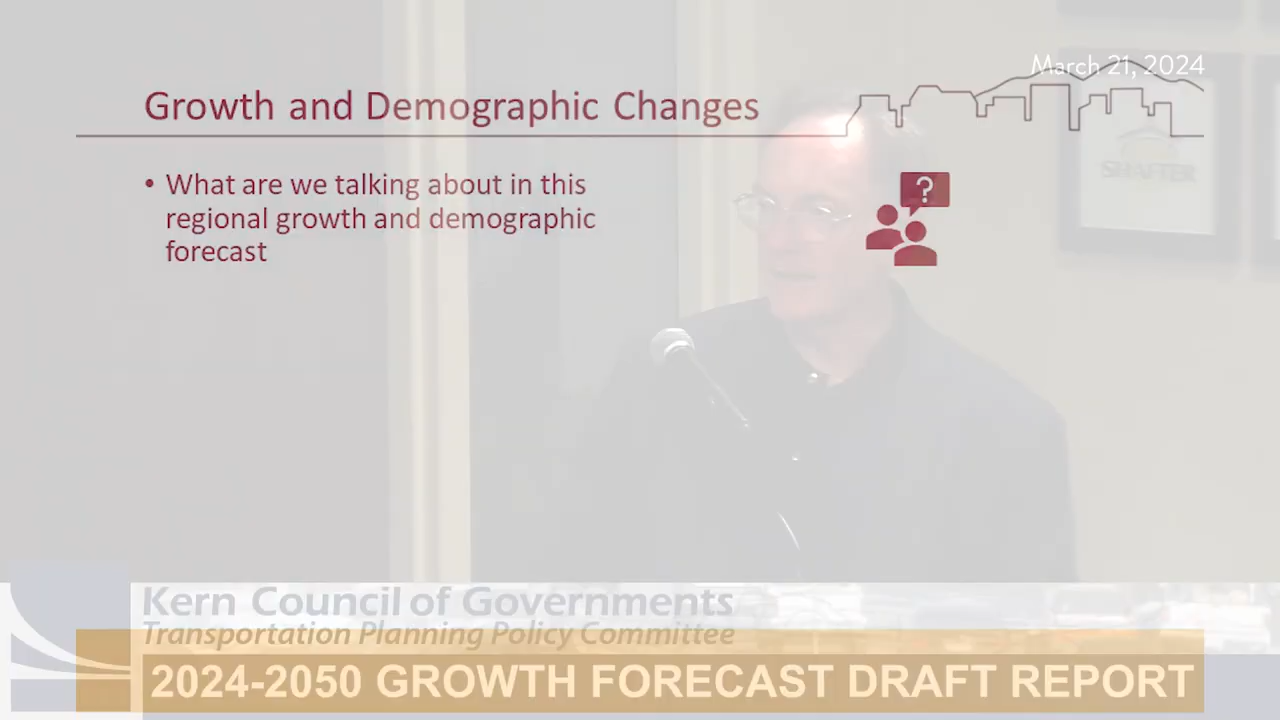 March 21, 2024
Growth and Demographic Changes
SHAFTER
?
• What are we talking about in this
regional growth and demographic
forecast
Kern Council of Governments
Transportation Planning Policy Committee
2024-2050 GROWTH FORECAST DRAFT REPORT